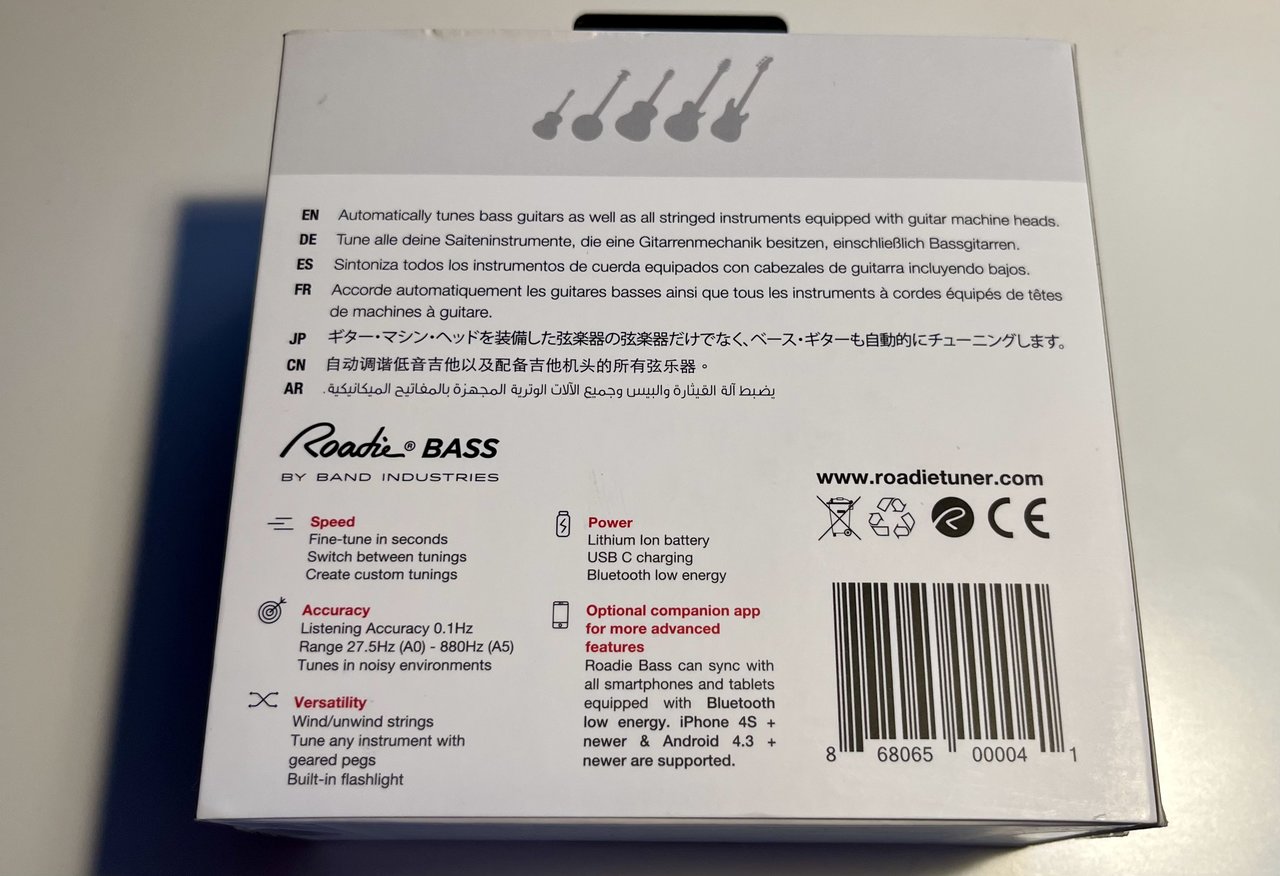 EN Automatically tunes bass guitars as well as all stringed instruments equipped with guitar machine heads.
DE Tune alle deine Saiteninstrumente, die eine Gitarrenmechanik besitzen, einschließlich Bassgitarren.
ES Sintoniza todos los instrumentos de cuerda equipados con cabezales de guitarra incluyendo bajos.
FR Accorde automatiquement les guitares basses ainsi que tous les instruments à cordes équipés de têtes
de machines à guitare.
JP ギター・マシン・ヘッドを装備した弦楽器の弦楽器だけでなく、ベース・ギターも自動的にチューニングします。
CN 自动调谐低音吉他以及配备吉他机头的所有弦乐器。
AR يضبط آلة القيثارة والبيس وجميع الآلات الوترية المجهزة بالمفاتيح الميكانيكية.
Roadie® BASS
BY BAND INDUSTRIES
Speed
Fine-tune in seconds
Switch between tunings
Create custom tunings
Accuracy
Listening Accuracy 0.1Hz
Range 27.5Hz (A0) - 880Hz (A5)
Tunes in noisy environments
Versatility
Wind/unwind strings
Tune any instrument with
geared pegs
Built-in flashlight
Power
Lithium Ion battery
USB C charging
Bluetooth low energy
Optional companion app
for more advanced
features
Roadie Bass can sync with
all smartphones and tablets
equipped with Bluetooth
low energy. iPhone 4S +
newer & Android 4.3 +
newer are supported.
www.roadietuner.com
R CE
8 68065 00004 1